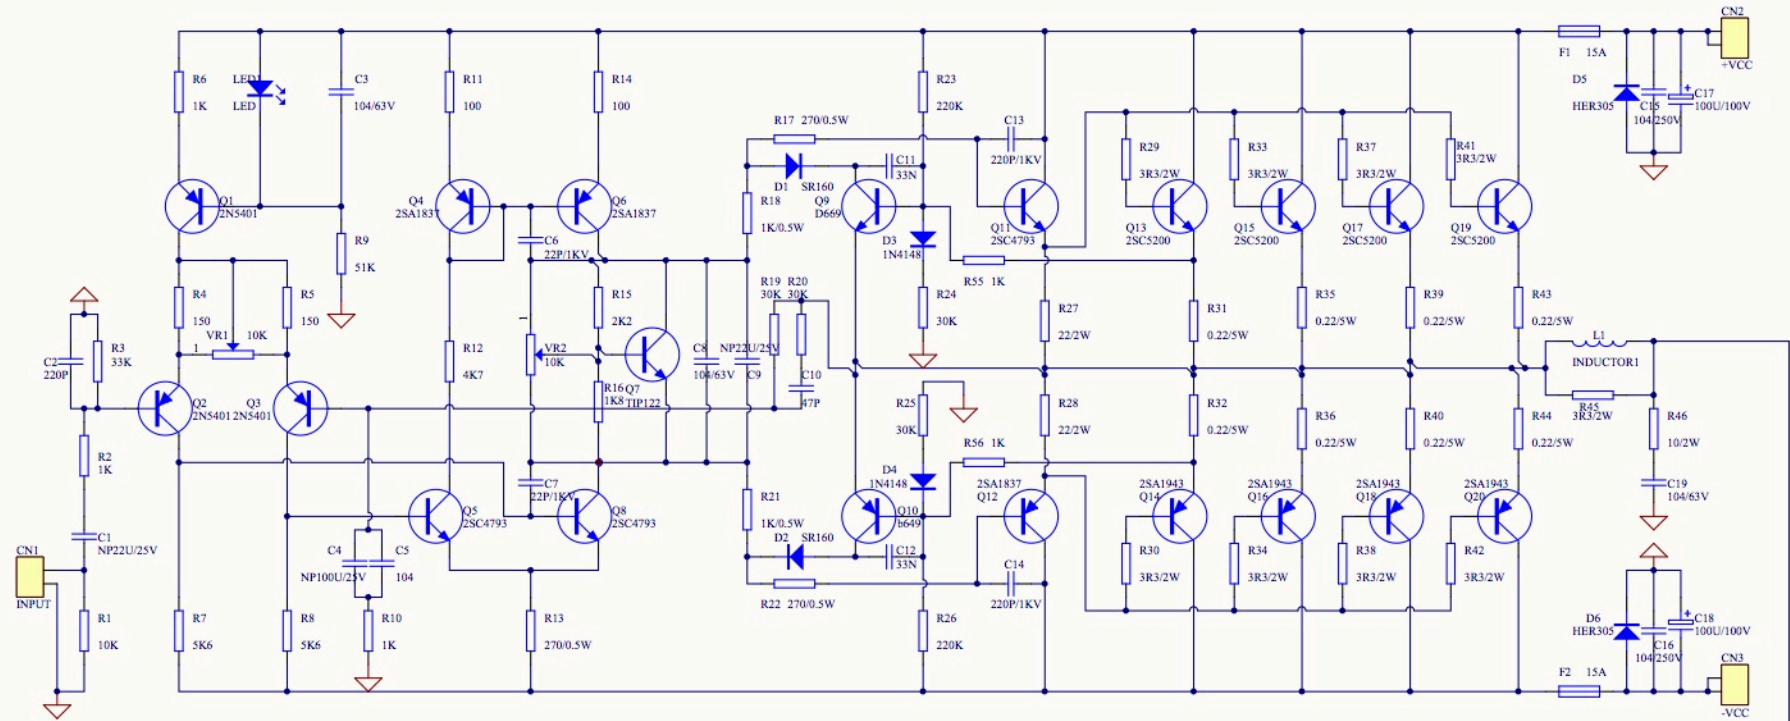 CN2
+VCC
F1 15A
D5
HER305
C15
104/250V
C17
100U/100V
R6
1K
LED1
LED
C3
104/63V
R11
100
R14
100
R23
220K
R17 270/0.5W
C13
220P/1KV
C11
33N
D1 SR160
R18
1K/0.5W
Q9
D669
D3
1N4148
R55 1K
R24
30K
R29
3R3/2W
R33
3R3/2W
R37
3R3/2W
R41
3R3/2W
Q1
2N5401
Q4
2SA1837
Q6
2SA1837
Q11
2SC4793
Q13
2SC5200
Q15
2SC5200
Q17
2SC5200
Q19
2SC5200
R9
51K
C6
22P/1KV
R4
150
R5
150
VR1 10K
1
R15
2K2
1
VR2
10K
R16
1K8
Q7
TIP122
C8
104/63V
NP22U/25V
C9
R19
30K
R20
30K
C10
47P
R27
22/2W
R31
0.22/5W
R35
0.22/5W
R39
0.22/5W
R43
0.22/5W
L1
INDUCTOR1
R45
3R3/2W
R46
10/2W
C19
104/63V
C2
220P
R3
33K
Q2
2N5401
Q3
2N5401
R12
4K7
R25
30K
R56 1K
R28
22/2W
R32
0.22/5W
R36
0.22/5W
R40
0.22/5W
R44
0.22/5W
R2
1K
C1
NP22U/25V
CN1
INPUT
R1
10K
C7
22P/1KV
Q5
2SC4793
Q8
2SC4793
R21
1K/0.5W
D4
1N4148
Q10
b649
D2 SR160
C12
33N
R22 270/0.5W
C14
220P/1KV
2SA1837
Q12
2SA1943
Q14
2SA1943
Q16
2SA1943
Q18
2SA1943
Q20
R30
3R3/2W
R34
3R3/2W
R38
3R3/2W
R42
3R3/2W
C4
NP100U/25V
C5
104
R7
5K6
R8
5K6
R10
1K
R13
270/0.5W
R26
220K
D6
HER305
C16
104/250V
C18
100U/100V
F2 15A
CN3
-VCC